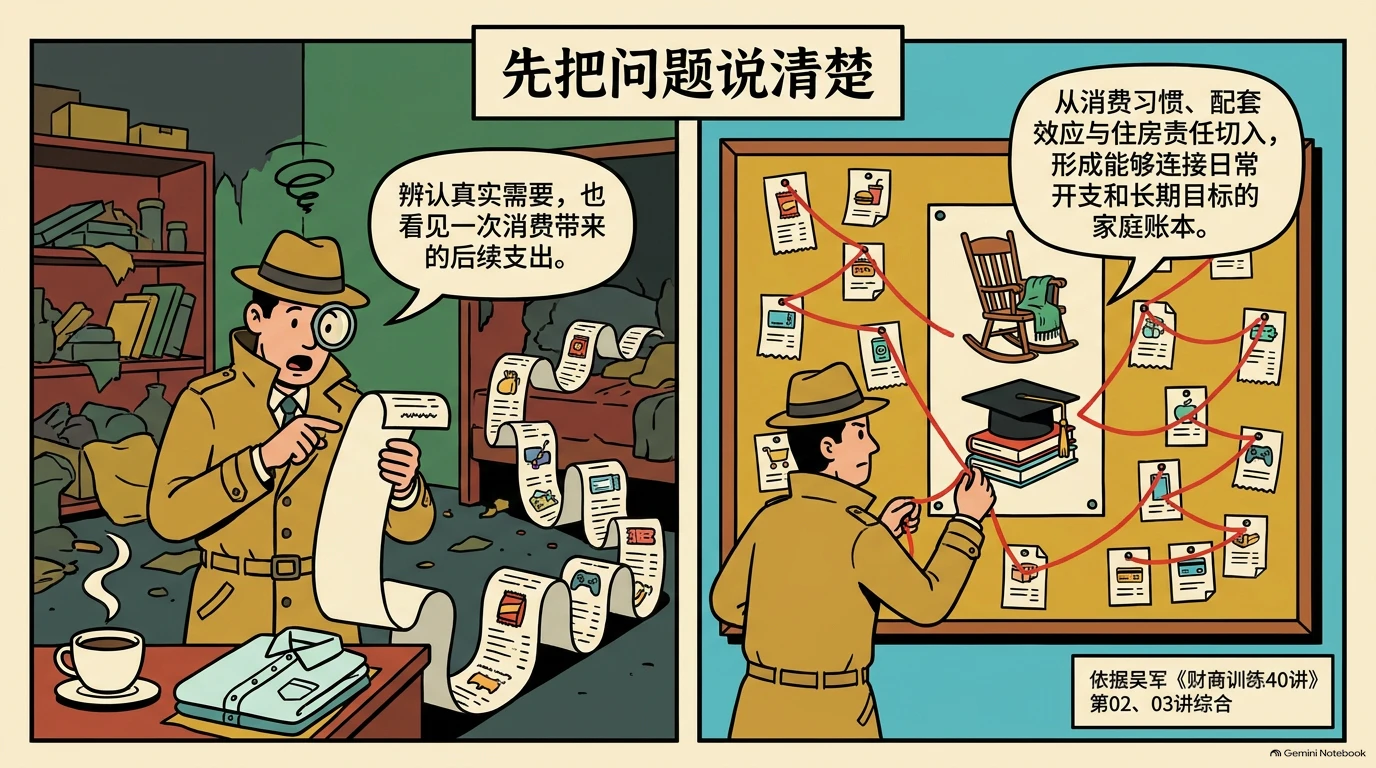 先把问题说清楚
辨认真实需要，也
看见一次消费带来
的后续支出。
从消费习惯、配套
效应与住房责任切入，
形成能够连接日常
开支和长期目标的
家庭账本。
依据吴军《财商训练40讲》
第02、03讲综合
Gemini Notebook